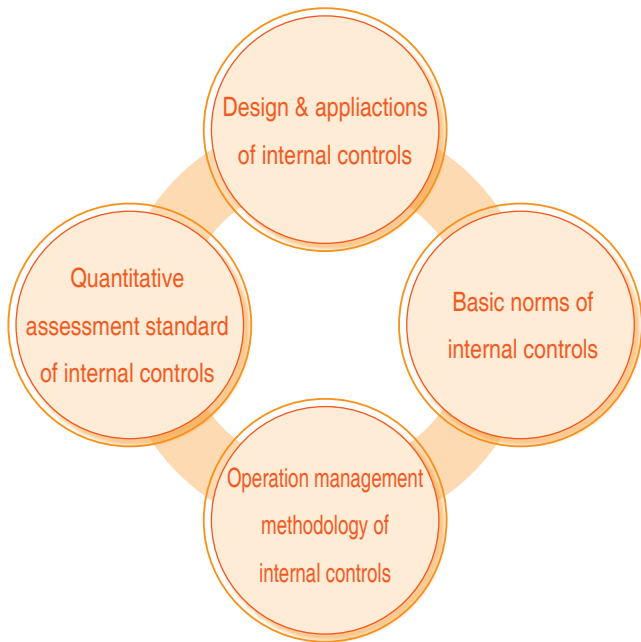 Design & appliactions
of internal controls
Quantitative
assessment standard
of internal controls
Basic norms of
internal controls
Operation management
methodology of
internal controls